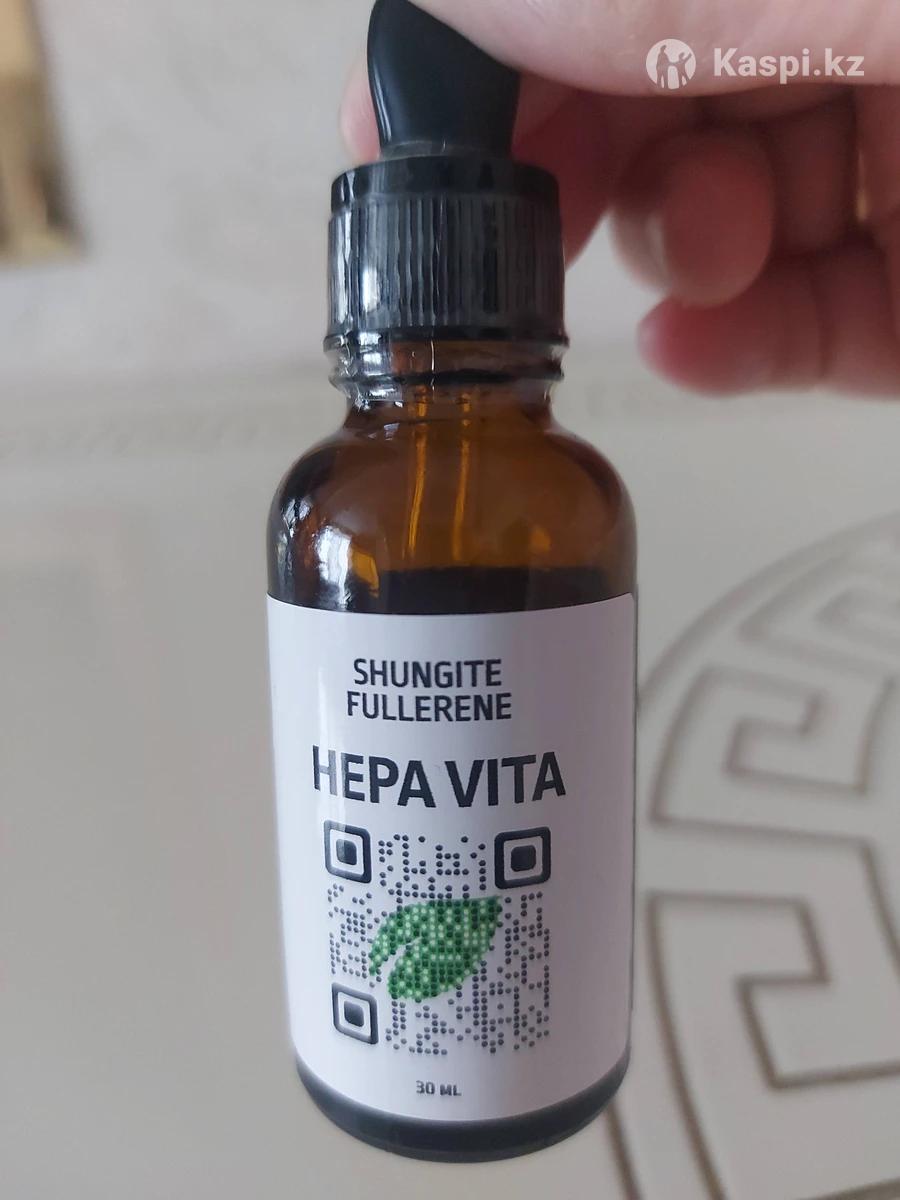 Kaspi.kz
SHUNGITE
FULLERENE
HEPA VITA
30 ML